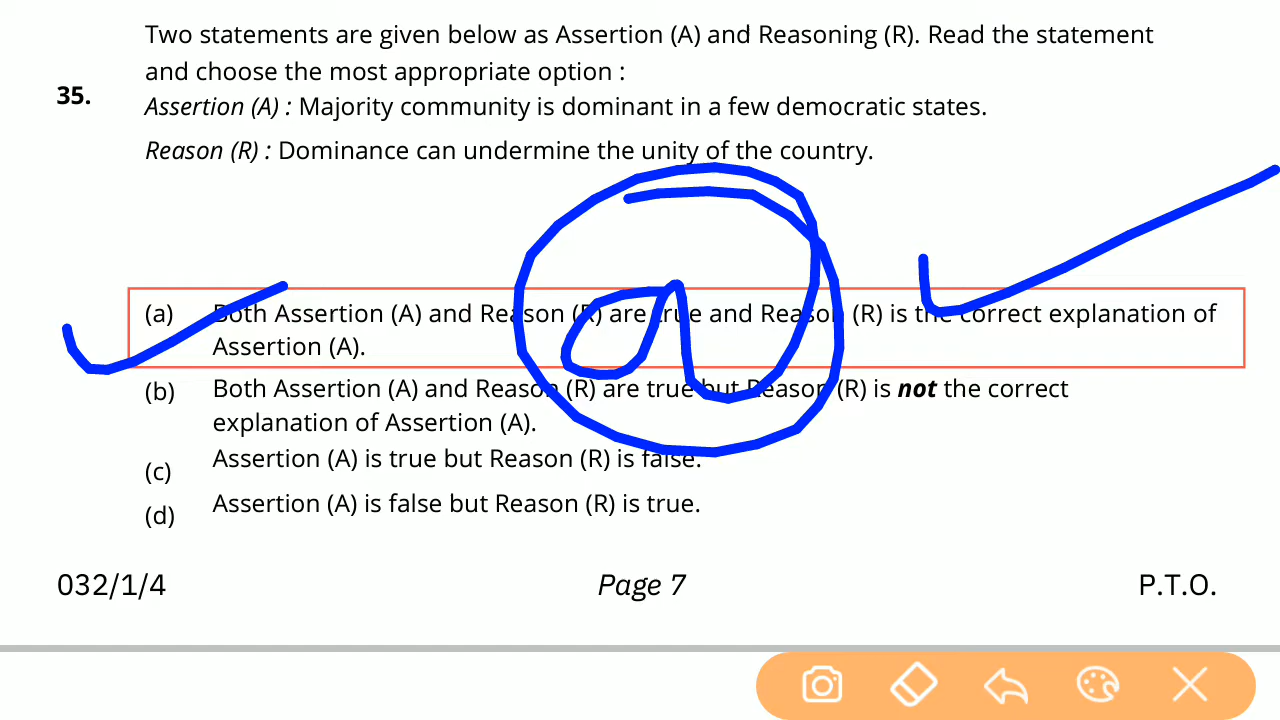 Two statements are given below as Assertion (A) and Reasoning (R). Read the statement
and choose the most appropriate option :
35.
Assertion (A) : Majority community is dominant in a few democratic states.
Reason (R) : Dominance can undermine the unity of the country.
(a) Both Assertion (A) and Reason (R) are true and Reason (R) is the correct explanation of
Assertion (A).
a
(b) Both Assertion (A) and Reason (R) are true but Reason (R) is not the correct
explanation of Assertion (A).
(c) Assertion (A) is true but Reason (R) is false.
(d) Assertion (A) is false but Reason (R) is true.
032/1/4 Page 7 P.T.O.